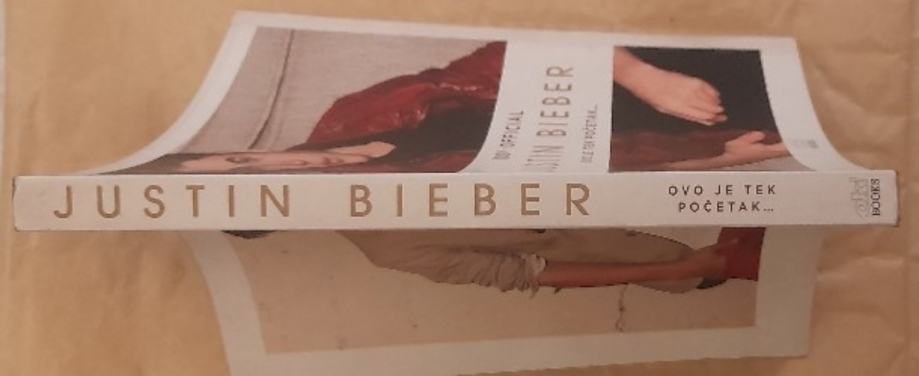 JUSTIN BIEBER
OVO JE TEK
POČETAK...
BOOKS
OFFICIAL
JUSTIN BIEBER
OVO JE TEK POČETAK...